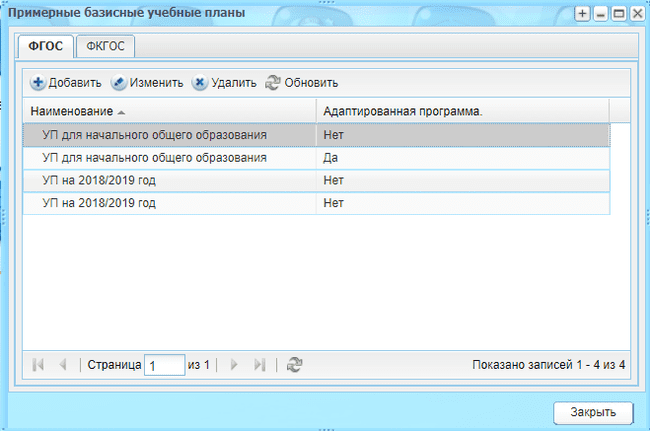 Примерные базисные учебные планы
ФГОС ФКГОС
Добавить Изменить Удалить Обновить
Наименование Адаптированная программа.
УП для начального общего образования Нет
УП для начального общего образования Да
УП на 2018/2019 год Нет
УП на 2018/2019 год Нет
Страница 1 из 1 Показано записей 1 - 4 из 4
Закрыть